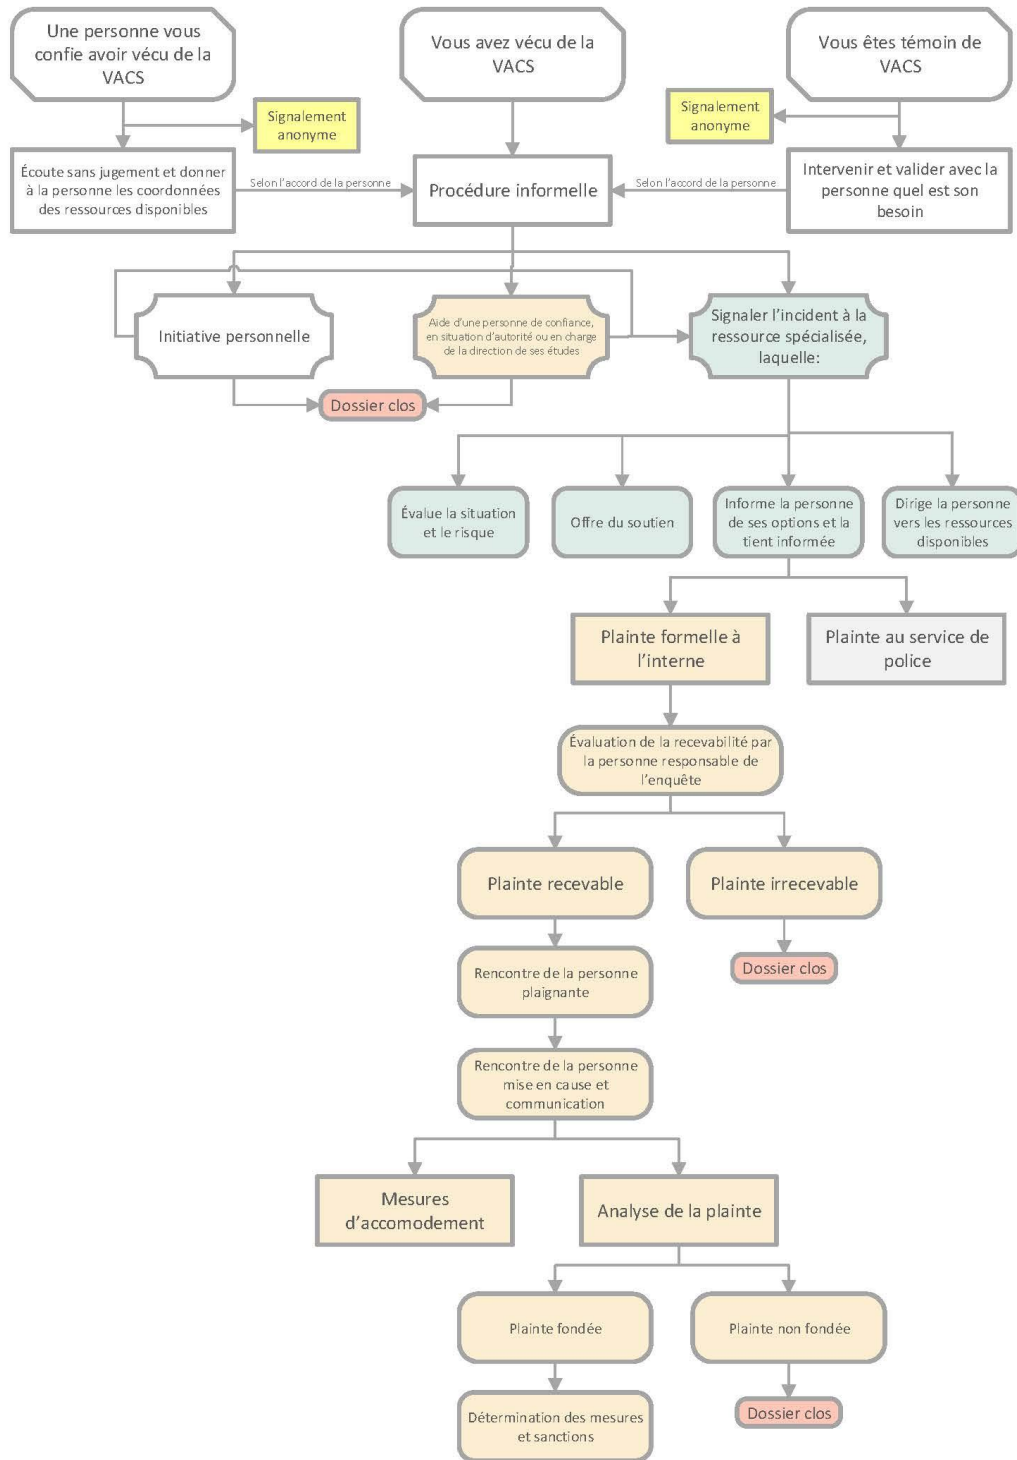 Une personne vous
confie avoir vécu de la
VACS
Vous avez vécu de la
VACS
Vous êtes témoin de
VACS
Signalement
anonyme
Signalement
anonyme
Écoute sans jugement et donner
à la personne les coordonnées
des ressources disponibles
Selon l'accord de la personne
Procédure informelle
Selon l'accord de la personne
Intervenir et valider avec la
personne quel est son
besoin
Initiative personnelle
Aide d'une personne de confiance,
en situation d'autorité ou en charge
de la direction de ses études
Signaler l'incident à la
ressource spécialisée,
laquelle:
Dossier clos
Évalue la situation
et le risque
Offre du soutien
Informe la personne
de ses options et la
tient informée
Dirige la personne
vers les ressources
disponibles
Plainte formelle à
l'interne
Plainte au service de
police
Évaluation de la recevabilité par
la personne responsable de
l'enquête
Plainte recevable
Plainte irrecevable
Dossier clos
Rencontre de la personne
plaignante
Rencontre de la personne
mise en cause et
communication
Mesures
d'accomodement
Analyse de la plainte
Plainte fondée
Plainte non fondée
Détermination des mesures
et sanctions
Dossier clos